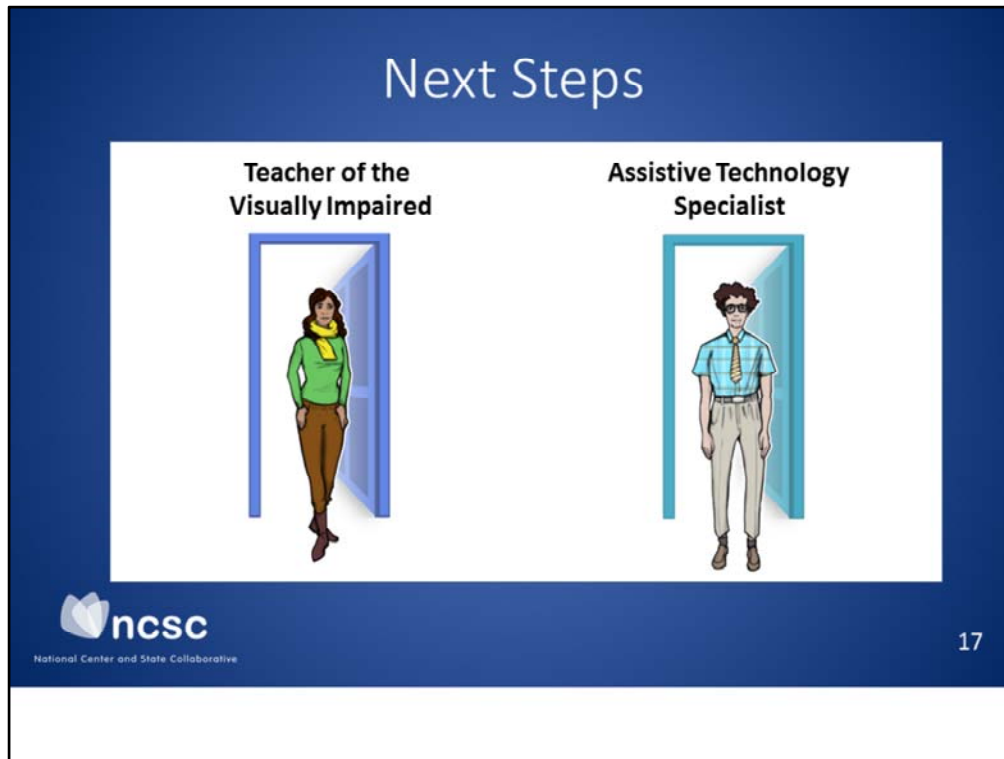 Next Steps
Teacher of the
Visually Impaired
Assistive Technology
Specialist
ncsc
National Center and State Collaborative
17